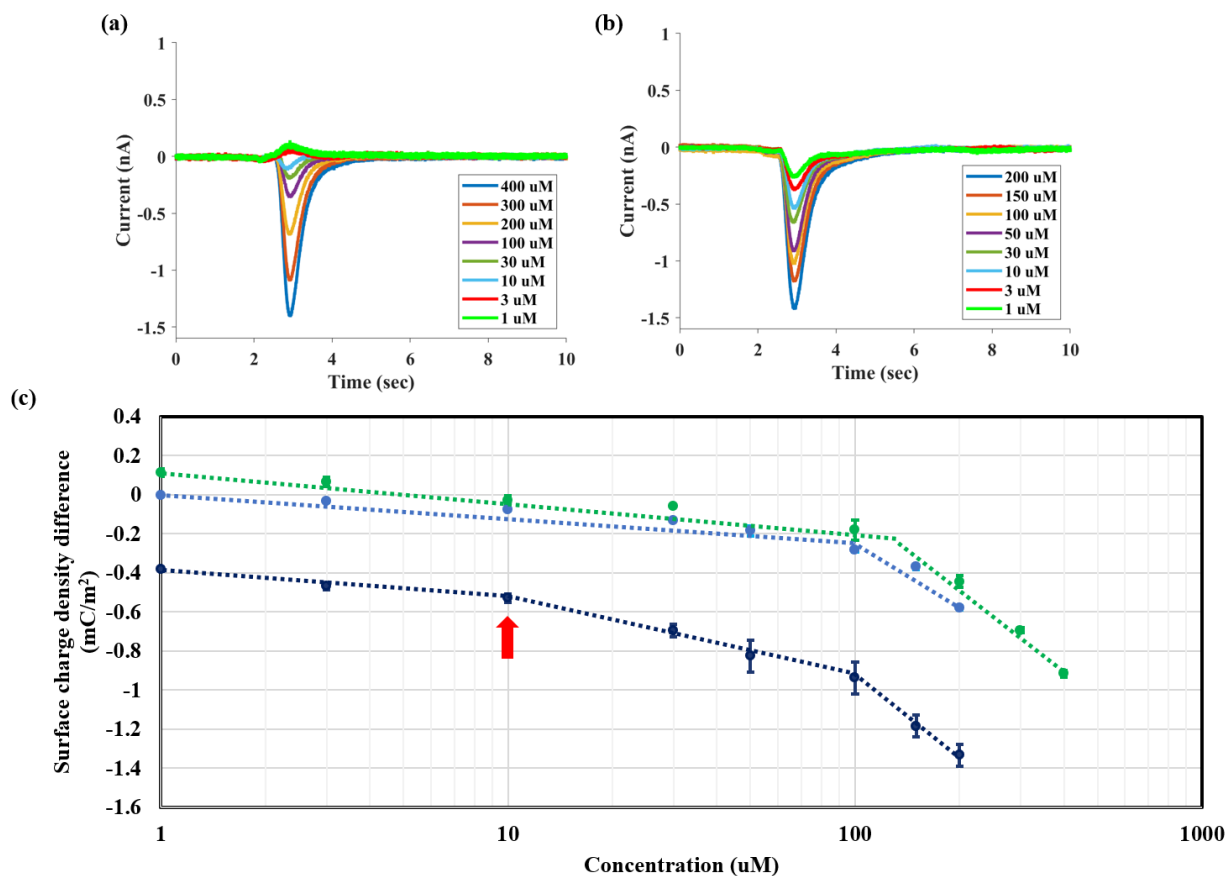 (a)
1
0.5
0
-0.5
-1
-1.5
Current (nA)
400 uM
300 uM
200 uM
100 uM
30 uM
10 uM
3 uM
1 uM
0 2 4 6 8 10
Time (sec)
(b)
1
0.5
0
-0.5
-1
-1.5
Current (nA)
200 uM
150 uM
100 uM
50 uM
30 uM
10 uM
3 uM
1 uM
0 2 4 6 8 10
Time (sec)
(c)
Surface charge density difference
(mC/m²)
0.4
0.2
0
-0.2
-0.4
-0.6
-0.8
-1
-1.2
-1.4
-1.6
1 10 100 1000
Concentration (uM)